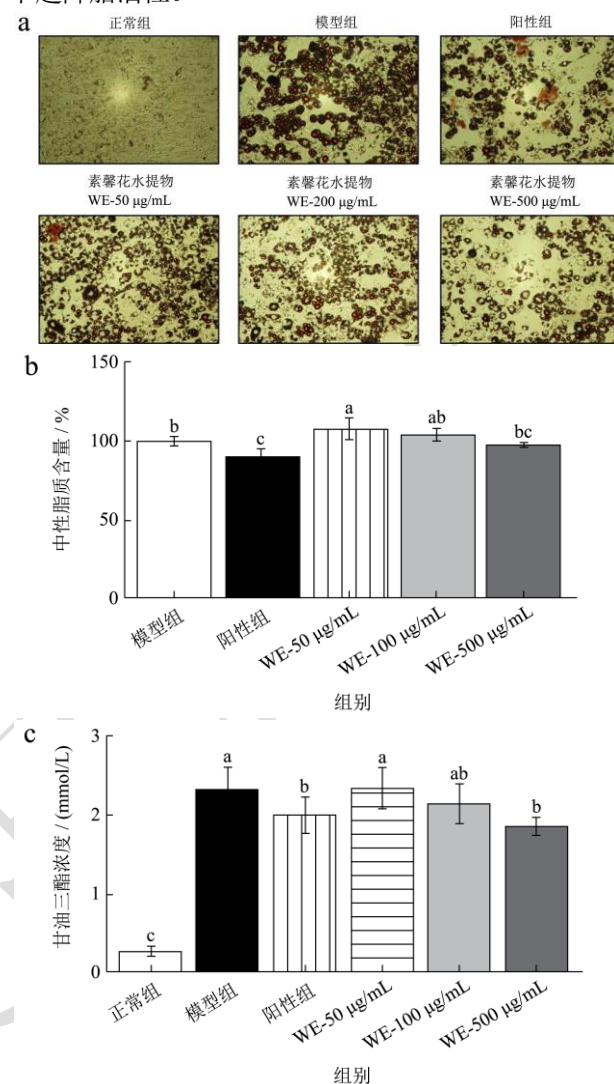 a
正常组 模型组 阳性组
素馨花水提物 素馨花水提物 素馨花水提物
WE-50 μg/mL WE-200 μg/mL WE-500 μg/mL
b
150
100
50
0
中性脂质含量 / %
b c a ab bc
模型组 阳性组 WE-50 μg/mL WE-100 μg/mL WE-500 μg/mL
组别
c
3
2
1
0
甘油三酯浓度 / (mmol/L)
c a b a ab b
正常组 模型组 阳性组 WE-50 μg/mL WE-100 μg/mL WE-500 μg/mL
组别